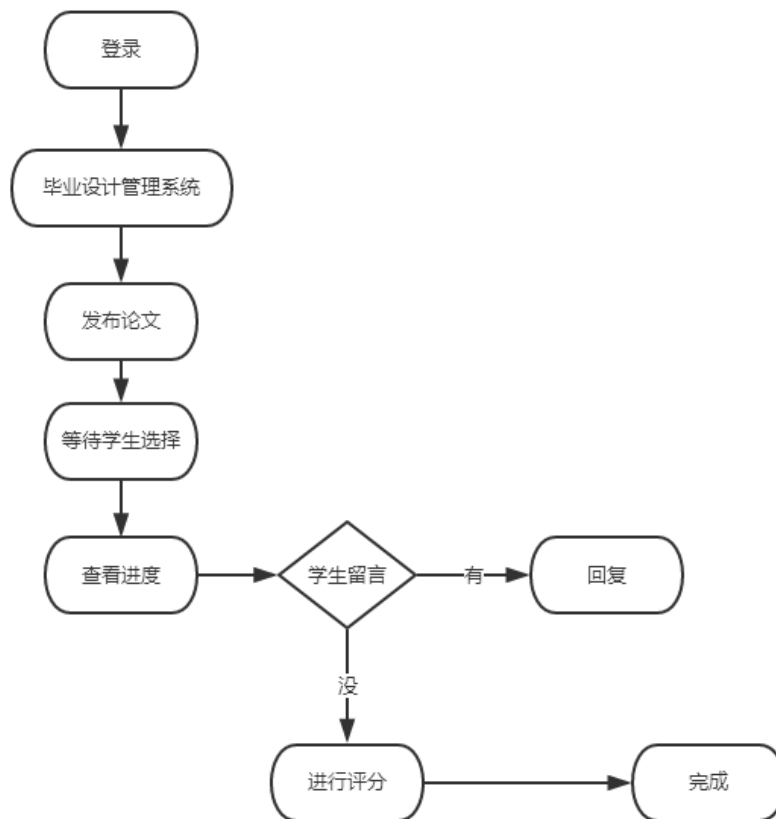 登录
毕业设计管理系统
发布论文
等待学生选择
查看进度
学生留言
有
回复
没
进行评分
完成